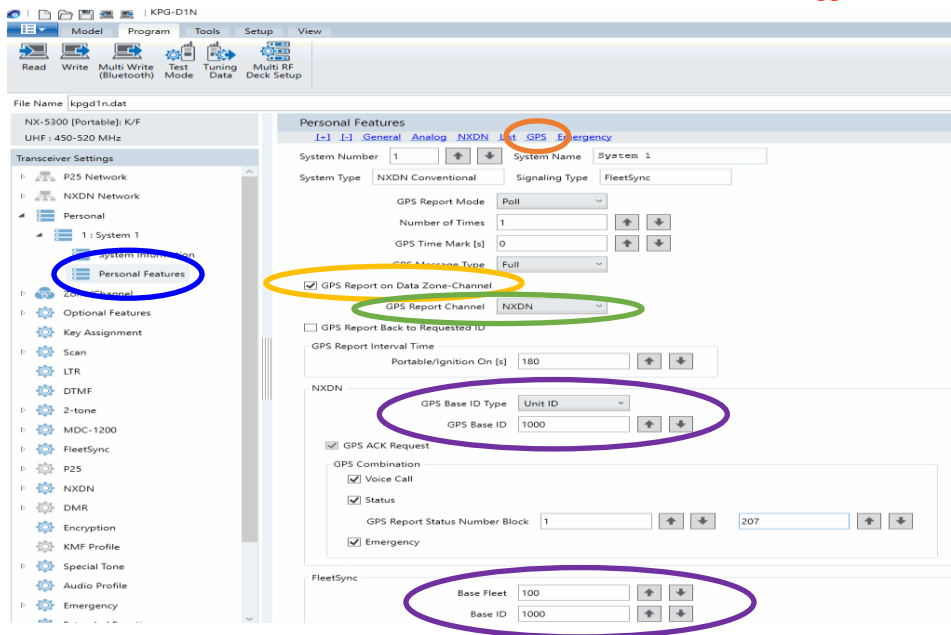 KPG-D1N
Model Program Tools Setup View
Read Write Multi Write (Bluetooth) Test Mode Tuning Data Multi RF Deck Setup
File Name kpgd1n.dat
NX-5300 [Portable]: K/F
UHF : 450-520 MHz
Transceiver Settings
P25 Network
NXDN Network
Personal
1 : System 1
System Information
Personal Features
Zone/Channel
Optional Features
Key Assignment
Scan
LTR
DTMF
2-tone
MDC-1200
FleetSync
P25
NXDN
DMR
Encryption
KMF Profile
Special Tone
Audio Profile
Emergency
Personal Features
[+] [-] General Analog NXDN List GPS Emergency
System Number 1 System Name System 1
System Type NXDN Conventional Signaling Type FleetSync
GPS Report Mode Poll
Number of Times 1
GPS Time Mark [s] 0
GPS Message Type Full
GPS Report on Data Zone-Channel
GPS Report Channel NXDN
GPS Report Back to Requested ID
GPS Report Interval Time
Portable/Ignition On [s] 180
NXDN
GPS Base ID Type Unit ID
GPS Base ID 1000
GPS ACK Request
GPS Combination
Voice Call
Status
GPS Report Status Number Block 1 207
Emergency
FleetSync
Base Fleet 100
Base ID 1000